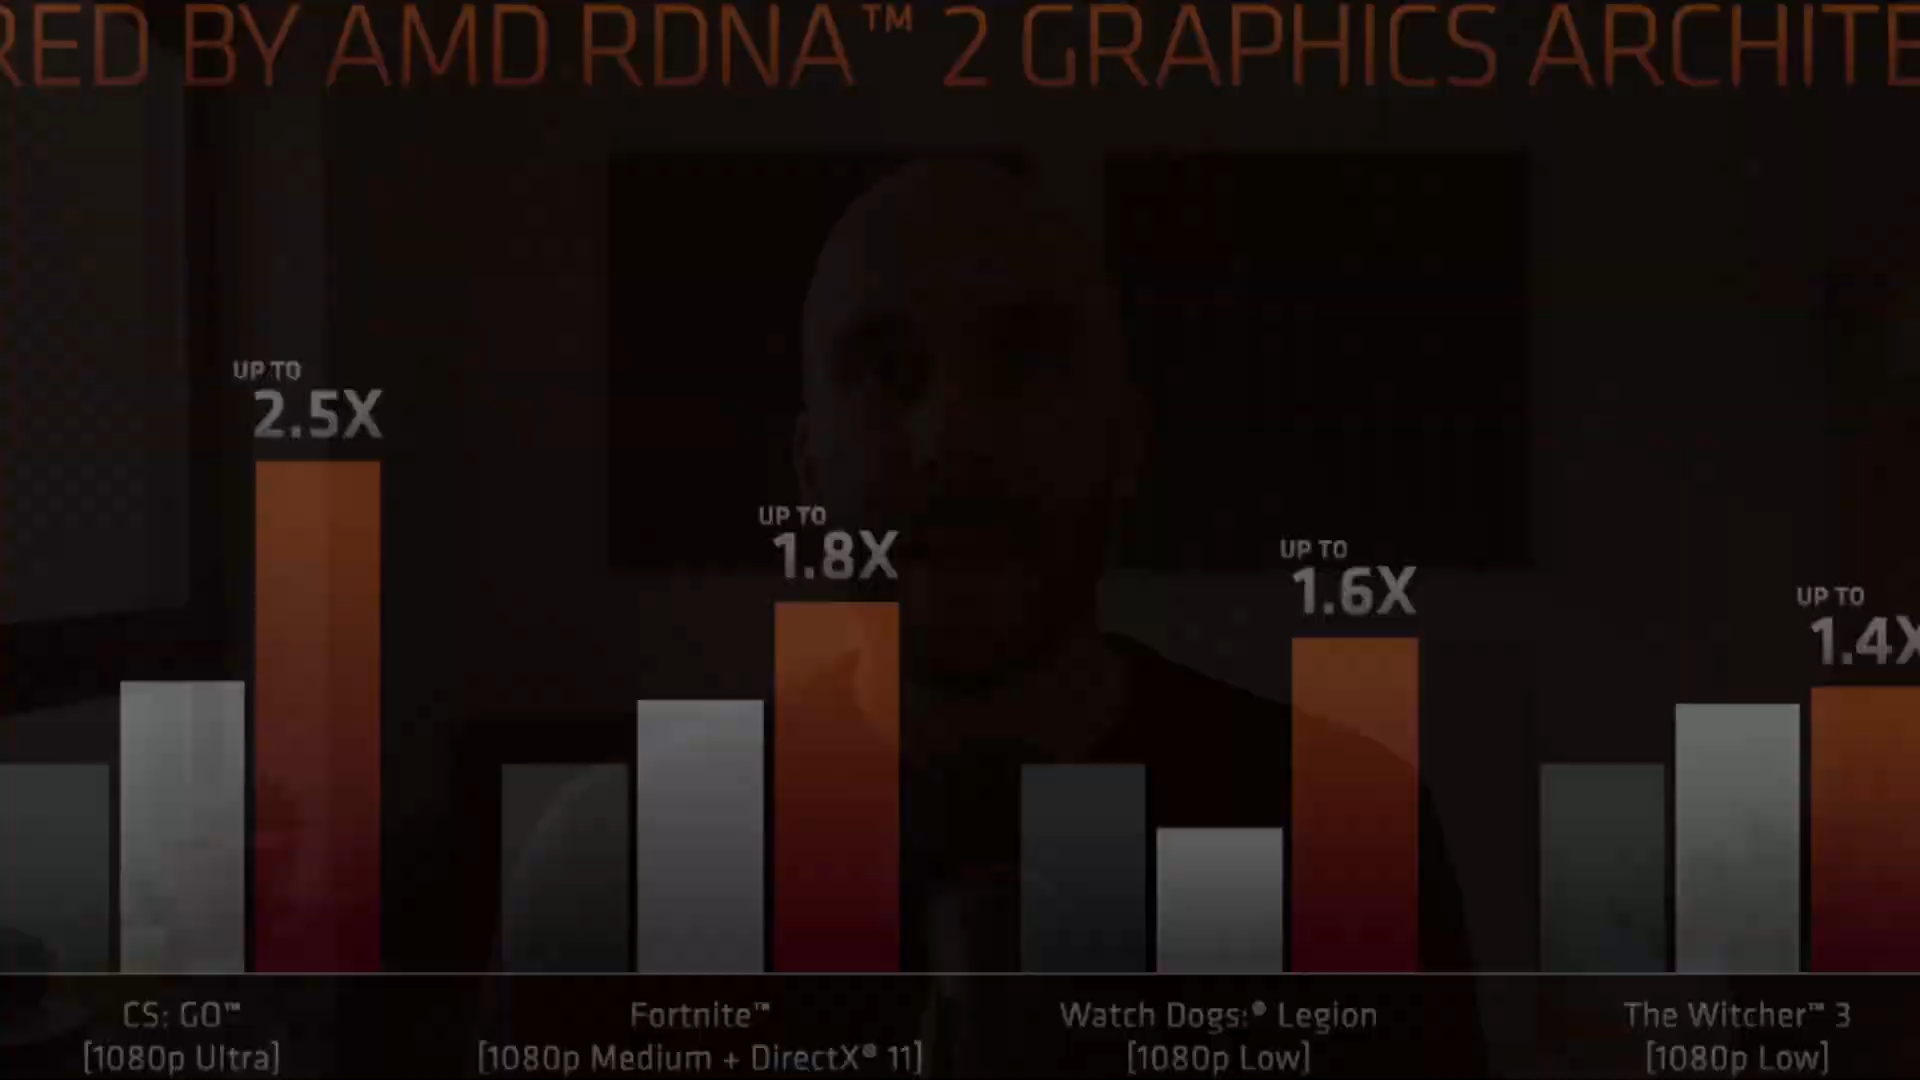 RED BY AMD RDNA™ 2 GRAPHICS ARCHITE
UP TO
2.5X
UP TO
1.8X
UP TO
1.6X
UP TO
1.4X
CS: GO™
[1080p Ultra]
Fortnite™
[1080p Medium + DirectX® 11]
Watch Dogs:® Legion
[1080p Low]
The Witcher™ 3
[1080p Low]